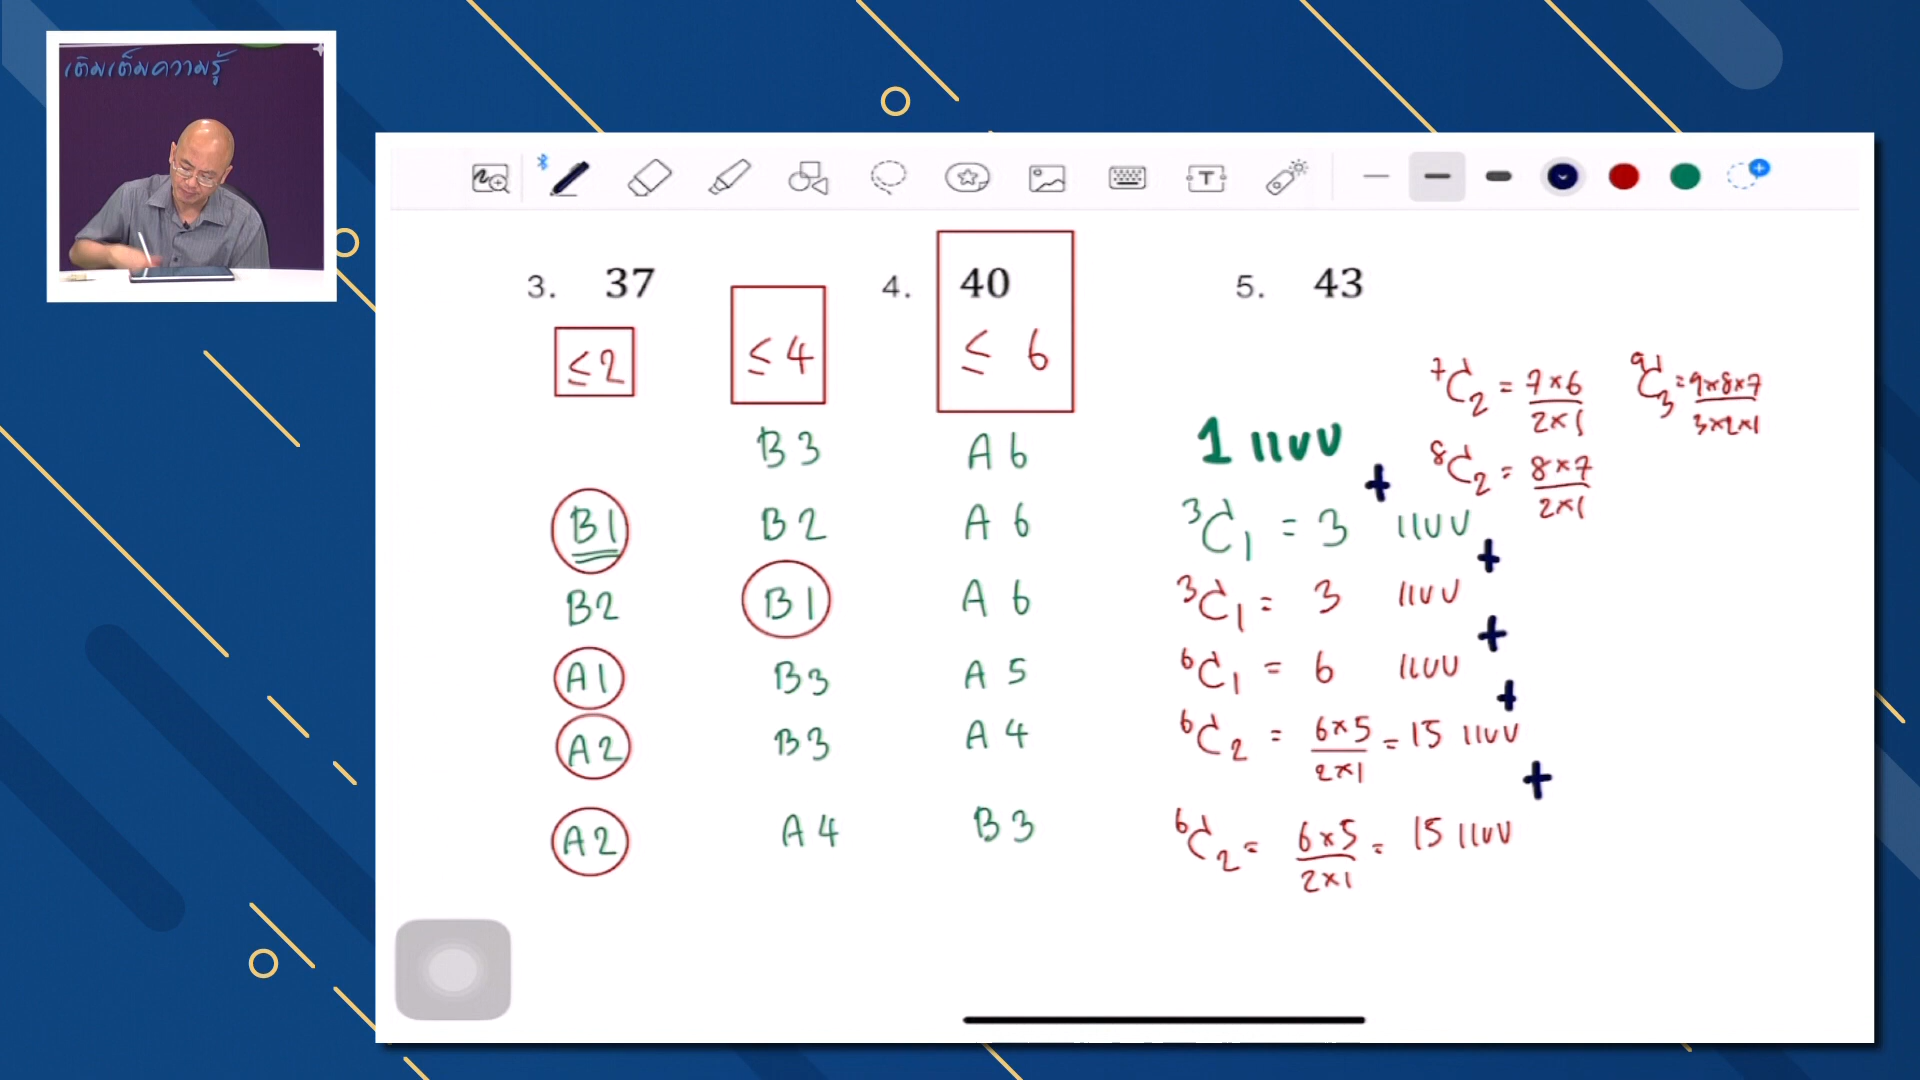 เติมเต็มความรู้
3. 37 4. 40 5. 43
≤2 ≤4 ≤ 6
⁷C₂ = 7×6 / 2×1 ⁹C₃ = 9×8×7 / 3×2×1
⁸C₂ = 8×7 / 2×1
B3 A6 1 แบบ +
B1 B2 A6 ³C₁ = 3 แบบ +
B2 B1 A6 ³C₁ = 3 แบบ +
A1 B3 A5 ⁶C₁ = 6 แบบ +
A2 B3 A4 ⁶C₂ = 6×5 / 2×1 = 15 แบบ +
A2 A4 B3 ⁶C₂ = 6×5 / 2×1 = 15 แบบ